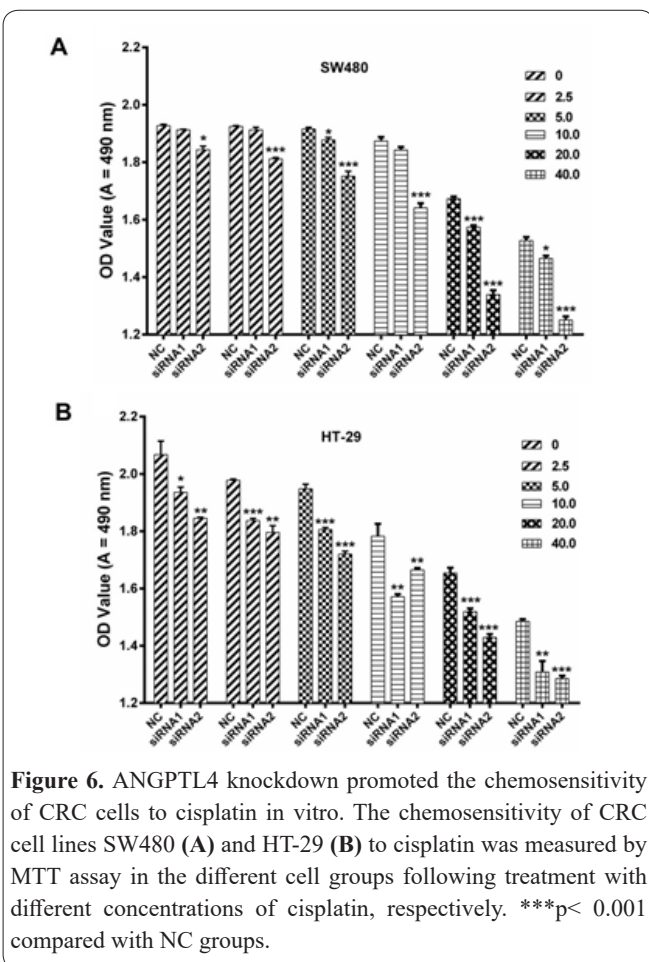 A
SW480
2.2
2.0
1.8
1.6
1.4
1.2
OD Value (A = 490 nm)
0
2.5
5.0
10.0
20.0
40.0
* *** * *** *** *** *** * ***
NC siRNA1 siRNA2 NC siRNA1 siRNA2 NC siRNA1 siRNA2 NC siRNA1 siRNA2 NC siRNA1 siRNA2 NC siRNA1 siRNA2
B
HT-29
2.2
2.0
1.8
1.6
1.4
1.2
OD Value (A = 490 nm)
0
2.5
5.0
10.0
20.0
40.0
* ** *** ** *** *** ** ** *** *** ** ***
NC siRNA1 siRNA2 NC siRNA1 siRNA2 NC siRNA1 siRNA2 NC siRNA1 siRNA2 NC siRNA1 siRNA2 NC siRNA1 siRNA2
Figure 6. ANGPTL4 knockdown promoted the chemosensitivity
of CRC cells to cisplatin in vitro. The chemosensitivity of CRC
cell lines SW480 (A) and HT-29 (B) to cisplatin was measured by
MTT assay in the different cell groups following treatment with
different concentrations of cisplatin, respectively. ***p< 0.001
compared with NC groups.